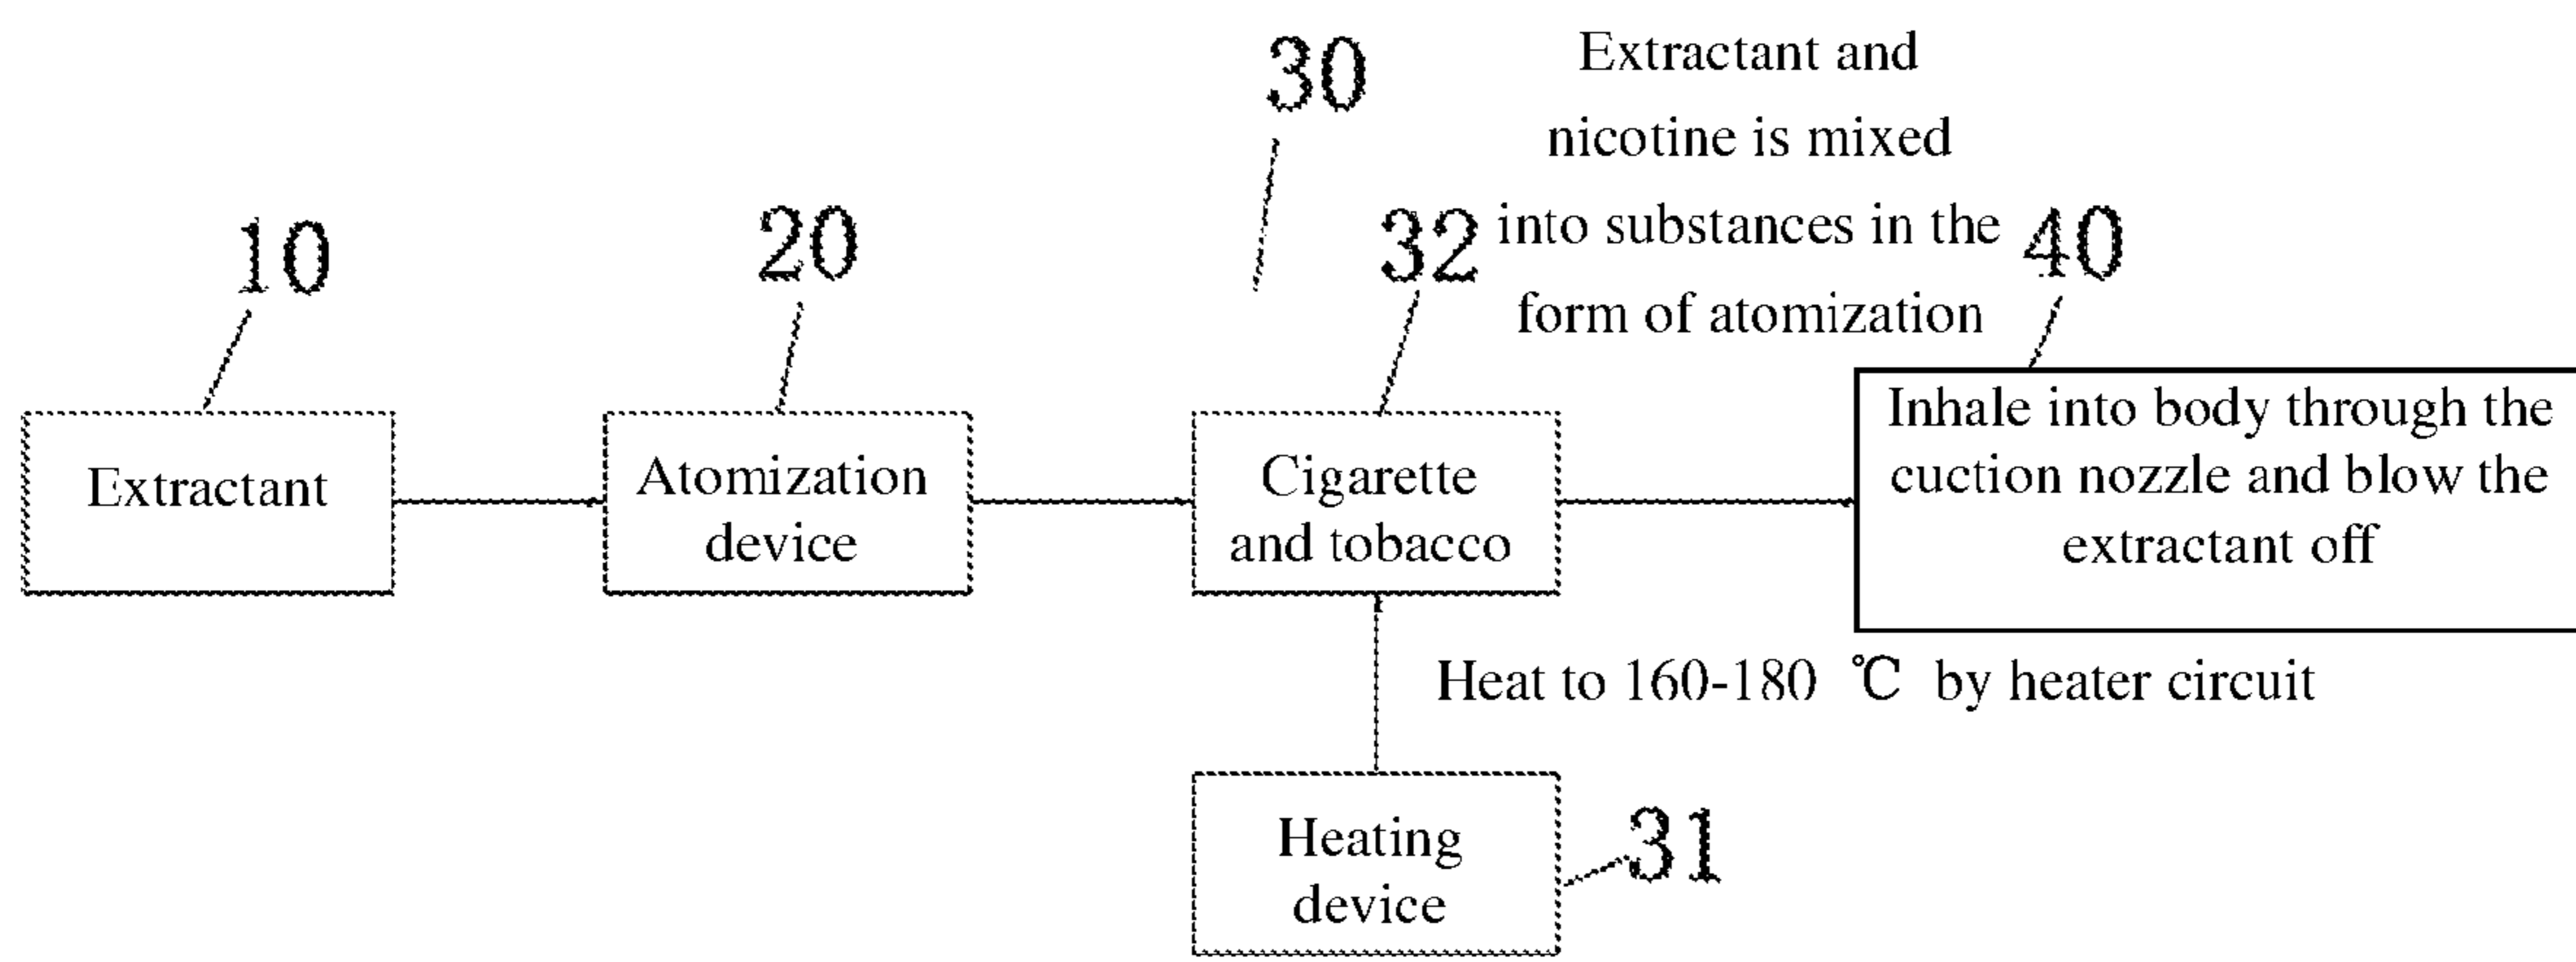 30
Extractant and
nicotine is mixed
into substances in the
form of atomization
10
20
32
40
Extractant
Atomization
device
Cigarette
and tobacco
Inhale into body through the
cuction nozzle and blow the
extractant off
Heat to 160-180 ℃ by heater circuit
Heating
device
31